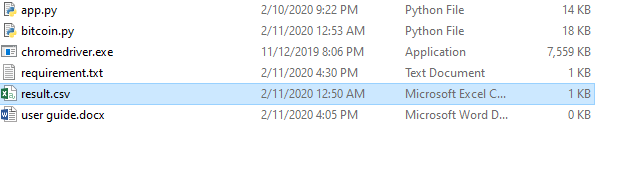 app.py 2/10/2020 9:22 PM Python File 14 KB
bitcoin.py 2/11/2020 12:53 AM Python File 18 KB
chromedriver.exe 11/12/2019 8:06 PM Application 7,559 KB
requirement.txt 2/11/2020 4:30 PM Text Document 1 KB
result.csv 2/11/2020 12:50 AM Microsoft Excel C... 1 KB
user guide.docx 2/11/2020 4:05 PM Microsoft Word D... 0 KB